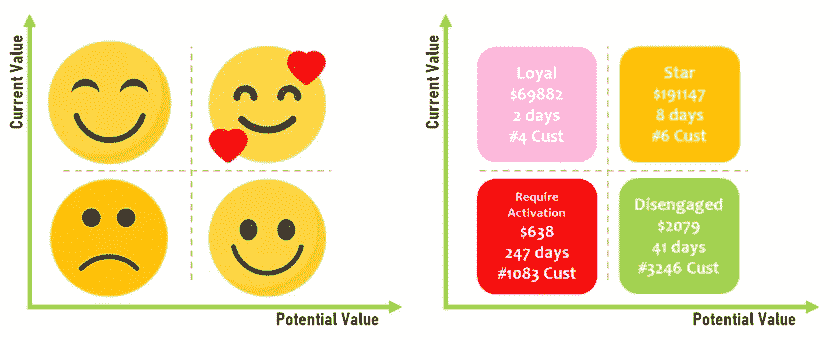 Current Value
Potential Value
Current Value
Loyal
$69882
2 days
#4 Cust
Star
$191147
8 days
#6 Cust
Require
Activation
$638
247 days
#1083 Cust
Disengaged
$2079
41 days
#3246 Cust
Potential Value